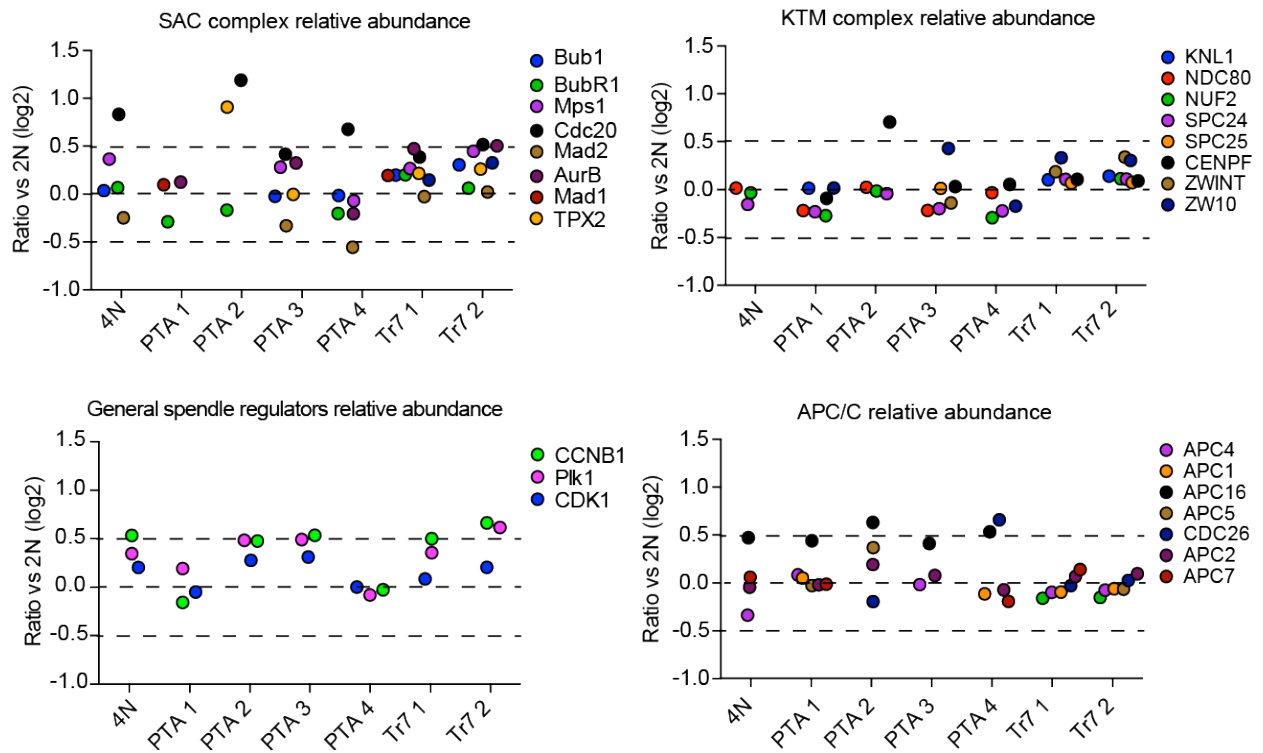 SAC complex relative abundance
Ratio vs 2N (log2)
1.5
1.0
0.5
0.0
-0.5
-1.0
4N
PTA 1
PTA 2
PTA 3
PTA 4
Tr7 1
Tr7 2
Bub1
BubR1
Mps1
Cdc20
Mad2
AurB
Mad1
TPX2
KTM complex relative abundance
Ratio vs 2N (log2)
1.5
1.0
0.5
0.0
-0.5
-1.0
4N
PTA 1
PTA 2
PTA 3
PTA 4
Tr7 1
Tr7 2
KNL1
NDC80
NUF2
SPC24
SPC25
CENPF
ZWINT
ZW10
General spendle regulators relative abundance
Ratio vs 2N (log2)
1.5
1.0
0.5
0.0
-0.5
-1.0
4N
PTA 1
PTA 2
PTA 3
PTA 4
Tr7 1
Tr7 2
CCNB1
Plk1
CDK1
APC/C relative abundance
Ratio vs 2N (log2)
1.5
1.0
0.5
0.0
-0.5
-1.0
4N
PTA 1
PTA 2
PTA 3
PTA 4
Tr7 1
Tr7 2
APC4
APC1
APC16
APC5
CDC26
APC2
APC7